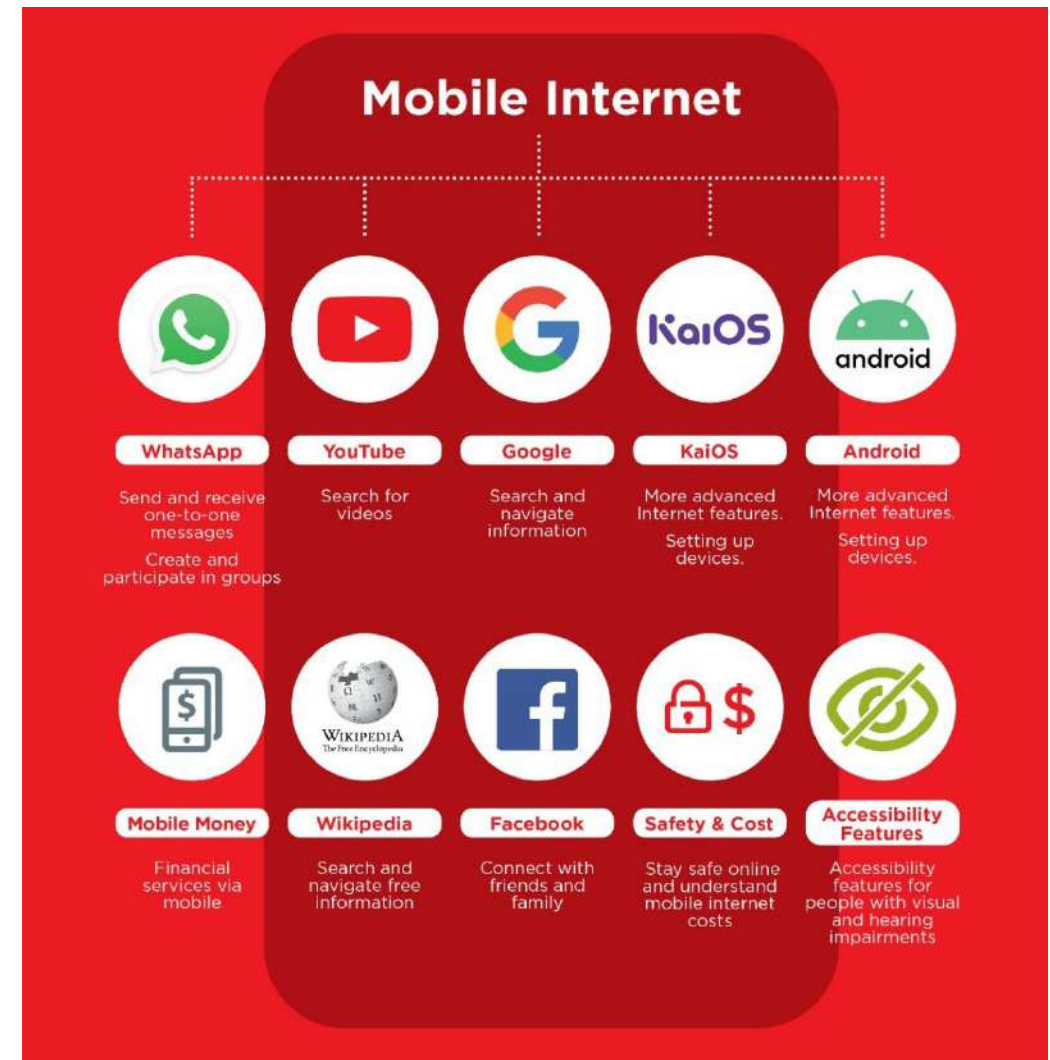 Mobile Internet
KaiOS
android
WhatsApp
YouTube
Google
KaiOS
Android
Send and receive
one-to-one
messages
Create and
participate in groups
Search for
videos
Search and
navigate
information
More advanced
Internet features.
Setting up
devices.
More advanced
Internet features.
Setting up
devices.
$
WIKIPEDIA
The Free Encyclopedia
f
$
Mobile Money
Wikipedia
Facebook
Safety & Cost
Accessibility
Features
Financial
services via
mobile
Search and
navigate free
information
Connect with
friends and
family
Stay safe online
and understand
mobile internet
costs
Accessibility
features for
people with visual
and hearing
impairments